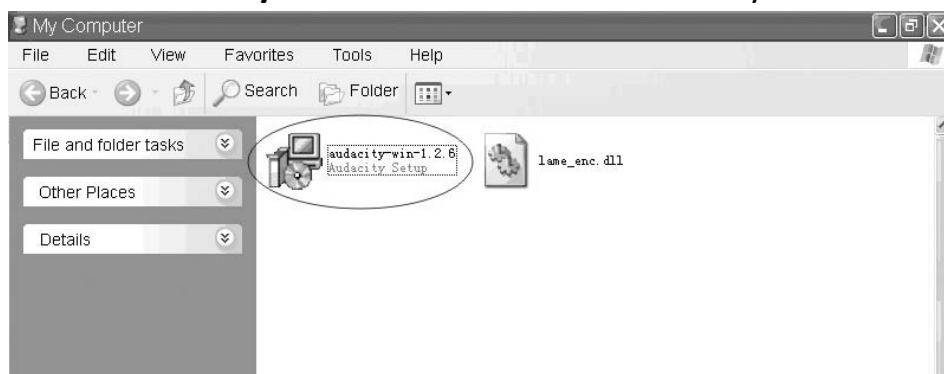 My Computer
File Edit View Favorites Tools Help
Back Search Folder
File and folder tasks
Other Places
Details
audacity-win-1.2.6
Audacity Setup
lame_enc.dll